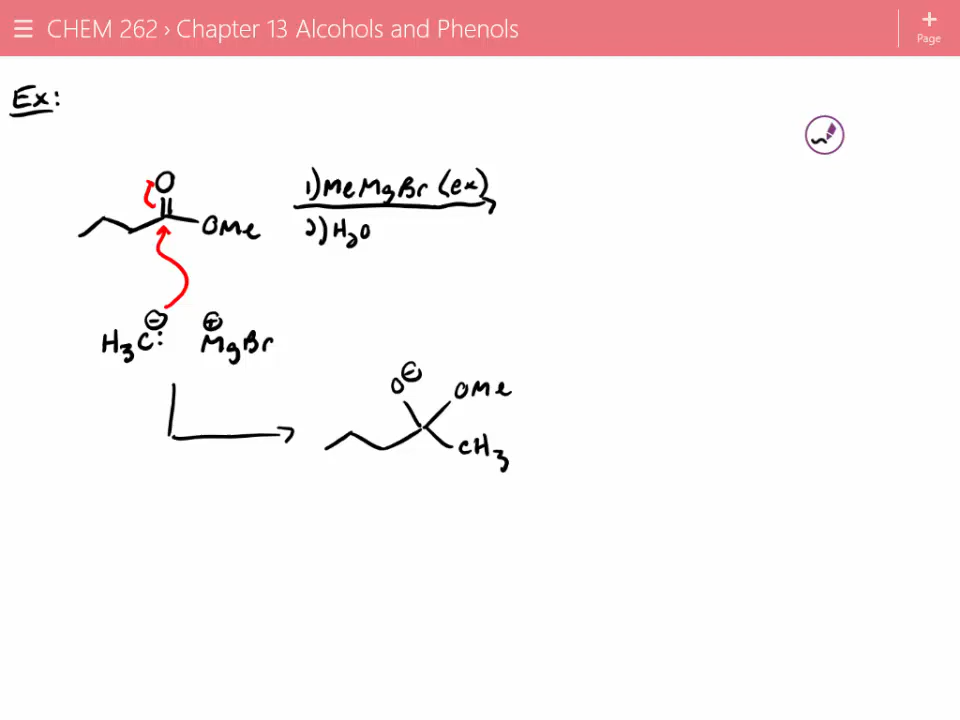 ☰ CHEM 262 › Chapter 13 Alcohols and Phenols
+
Page
Ex:
O
OMe
1) MeMgBr (ex)
2) H₂O
H₃C:⊖ ⊕MgBr
O⊖ OMe
CH₃